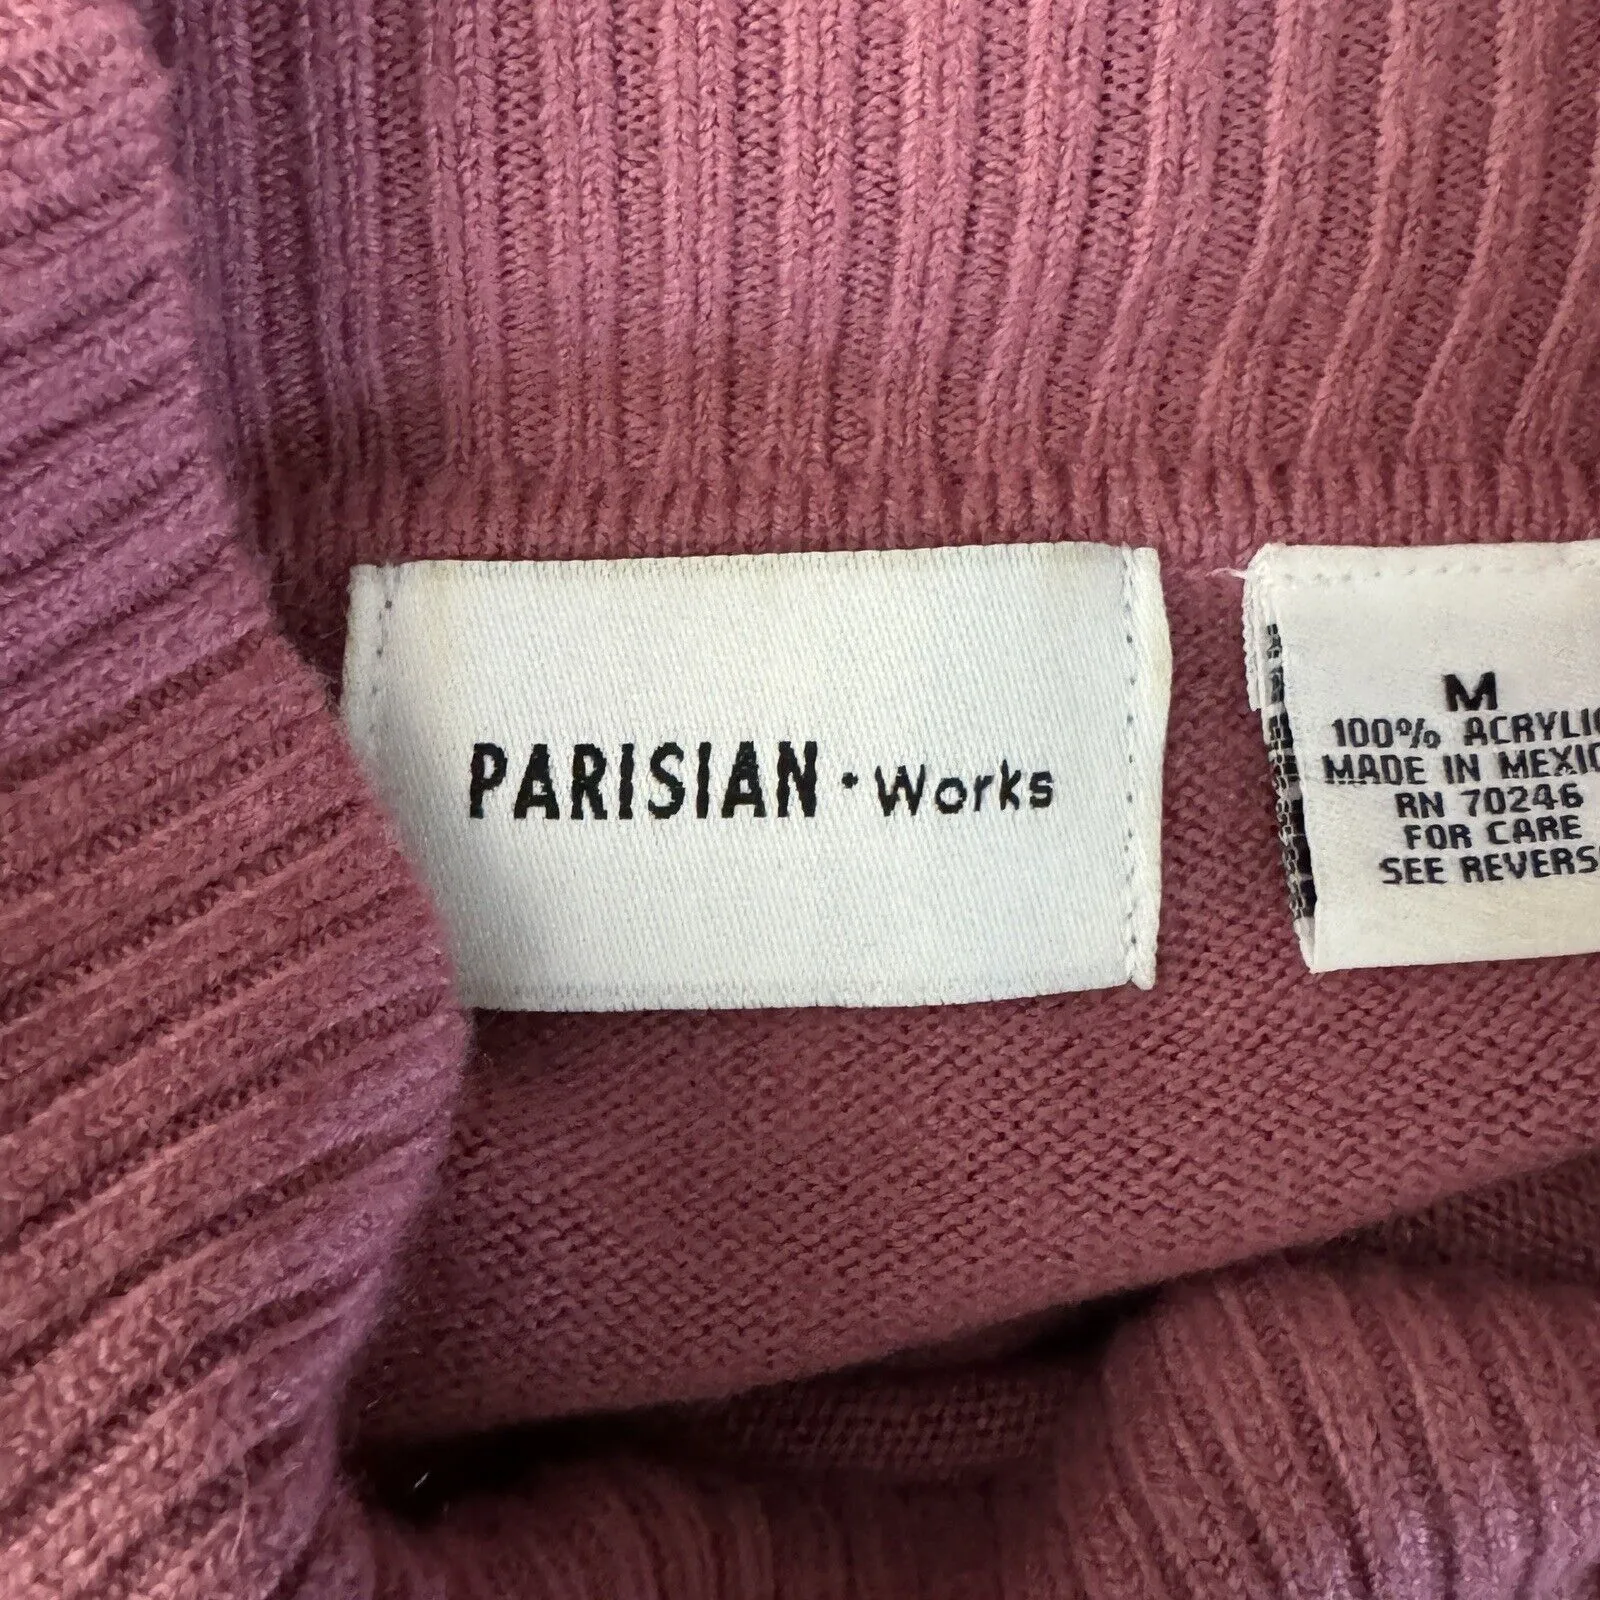 PARISIAN • Works
M
100% ACRYLIC
MADE IN MEXICO
RN 70246
FOR CARE
SEE REVERSE